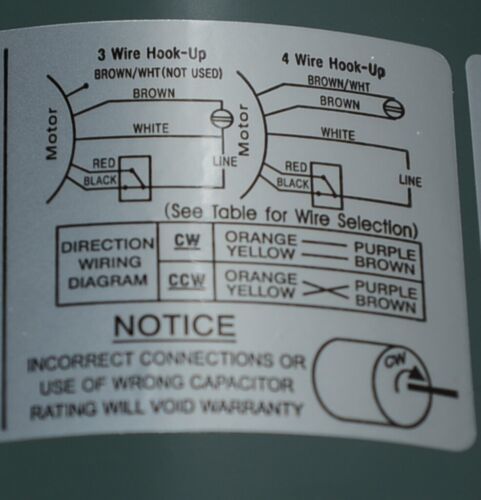 3 Wire Hook-Up
BROWN/WHT(NOT USED)
BROWN
WHITE
RED
BLACK
LINE
Motor
4 Wire Hook-Up
BROWN/WHT
BROWN
WHITE
RED
BLACK
LINE
Motor
(See Table for Wire Selection)
DIRECTION
WIRING
DIAGRAM
CW
ORANGE PURPLE
YELLOW BROWN
CCW
ORANGE PURPLE
YELLOW BROWN
NOTICE
INCORRECT CONNECTIONS OR
USE OF WRONG CAPACITOR
RATING WILL VOID WARRANTY